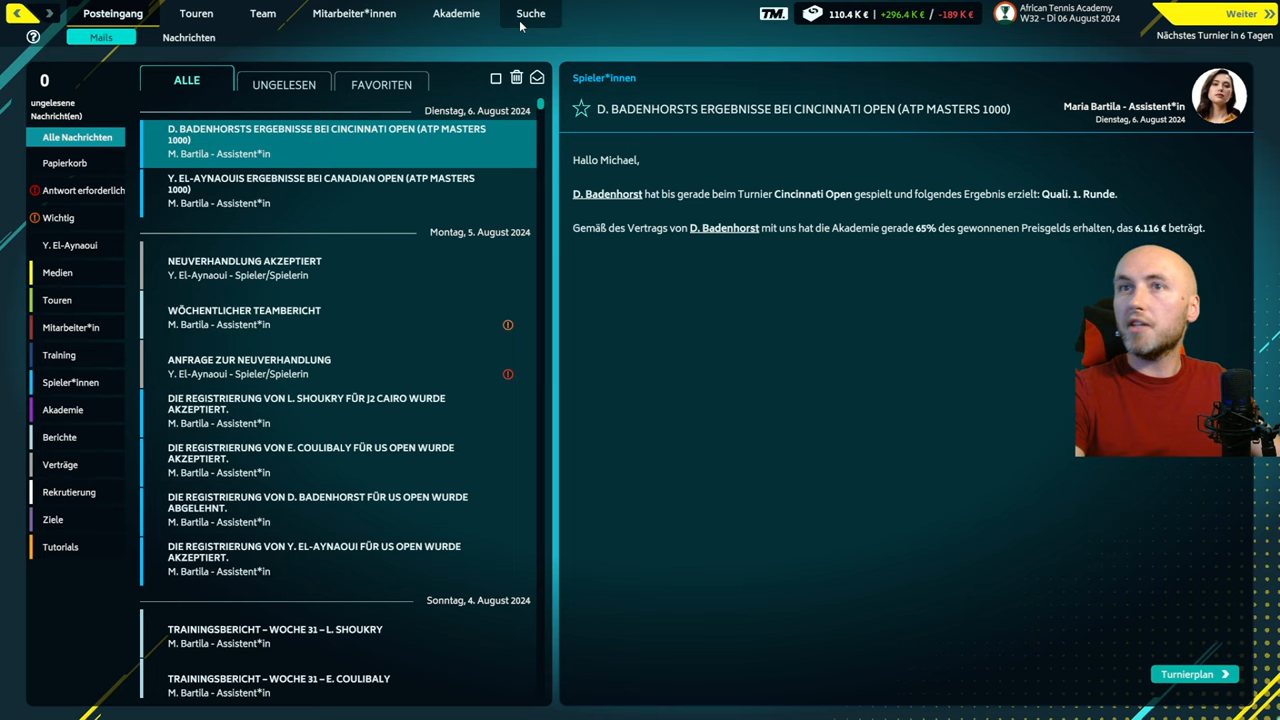 Posteingang
Touren
Team
Mitarbeiter*innen
Akademie
Suche
TM.
110.4 K € | +296.4 K € / -189 K €
African Tennis Academy
W32 - Di 06 August 2024
Weiter
Nächstes Turnier in 6 Tagen
Mails
Nachrichten
0
ungelesene
Nachricht(en)
Alle Nachrichten
Papierkorb
Antwort erforderlich
Wichtig
Y. El-Aynaoui
Medien
Touren
Mitarbeiter*in
Training
Spieler*innen
Akademie
Berichte
Verträge
Rekrutierung
Ziele
Tutorials
ALLE
UNGELESEN
FAVORITEN
Dienstag, 6. August 2024
D. BADENHORSTS ERGEBNISSE BEI CINCINNATI OPEN (ATP MASTERS
1000)
M. Bartila - Assistent*in
Y. EL-AYNAOUIS ERGEBNISSE BEI CANADIAN OPEN (ATP MASTERS
1000)
M. Bartila - Assistent*in
Montag, 5. August 2024
NEUVERHANDLUNG AKZEPTIERT
Y. El-Aynaoui - Spieler/Spielerin
WÖCHENTLICHER TEAMBERICHT
M. Bartila - Assistent*in
ANFRAGE ZUR NEUVERHANDLUNG
Y. El-Aynaoui - Spieler/Spielerin
DIE REGISTRIERUNG VON L. SHOUKRY FÜR J2 CAIRO WURDE
AKZEPTIERT.
M. Bartila - Assistent*in
DIE REGISTRIERUNG VON E. COULIBALY FÜR US OPEN WURDE
AKZEPTIERT.
M. Bartila - Assistent*in
DIE REGISTRIERUNG VON D. BADENHORST FÜR US OPEN WURDE
ABGELEHNT.
M. Bartila - Assistent*in
DIE REGISTRIERUNG VON Y. EL-AYNAOUI FÜR US OPEN WURDE
AKZEPTIERT.
M. Bartila - Assistent*in
Sonntag, 4. August 2024
TRAININGSBERICHT – WOCHE 31 – L. SHOUKRY
M. Bartila - Assistent*in
TRAININGSBERICHT – WOCHE 31 – E. COULIBALY
M. Bartila - Assistent*in
Spieler*innen
D. BADENHORSTS ERGEBNISSE BEI CINCINNATI OPEN (ATP MASTERS 1000)
Maria Bartila - Assistent*in
Dienstag, 6. August 2024
Hallo Michael,
D. Badenhorst hat bis gerade beim Turnier Cincinnati Open gespielt und folgendes Ergebnis erzielt: Quali. 1. Runde.
Gemäß des Vertrags von D. Badenhorst mit uns hat die Akademie gerade 65% des gewonnenen Preisgelds erhalten, das 6.116 € beträgt.
Turnierplan